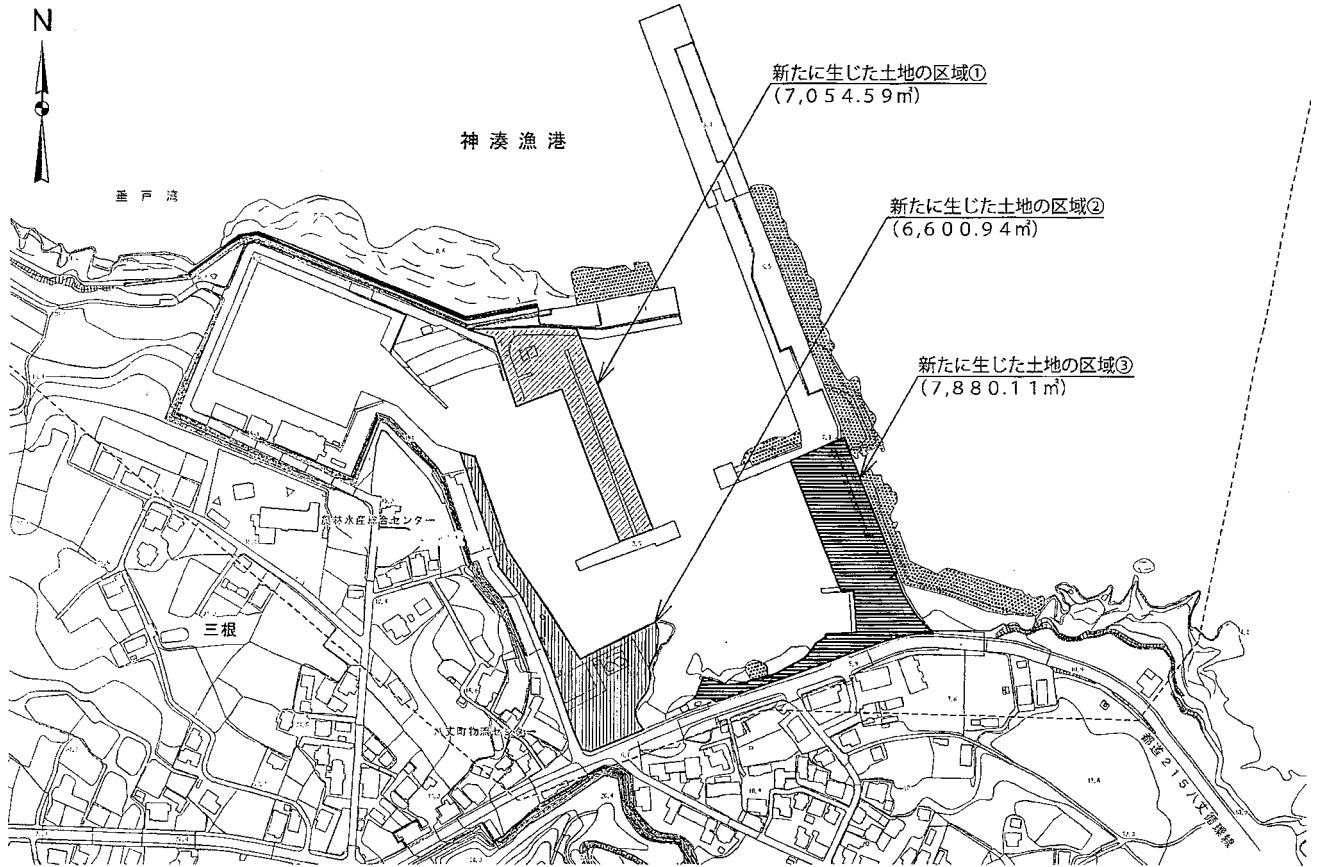 N
新たに生じた土地の区域①
(7,054.59㎡)
神湊漁港
垂戸湾
新たに生じた土地の区域②
(6,600.94㎡)
新たに生じた土地の区域③
(7,880.11㎡)
農林水産総合センター
三根
八丈町物流センター
都道215八丈循環線